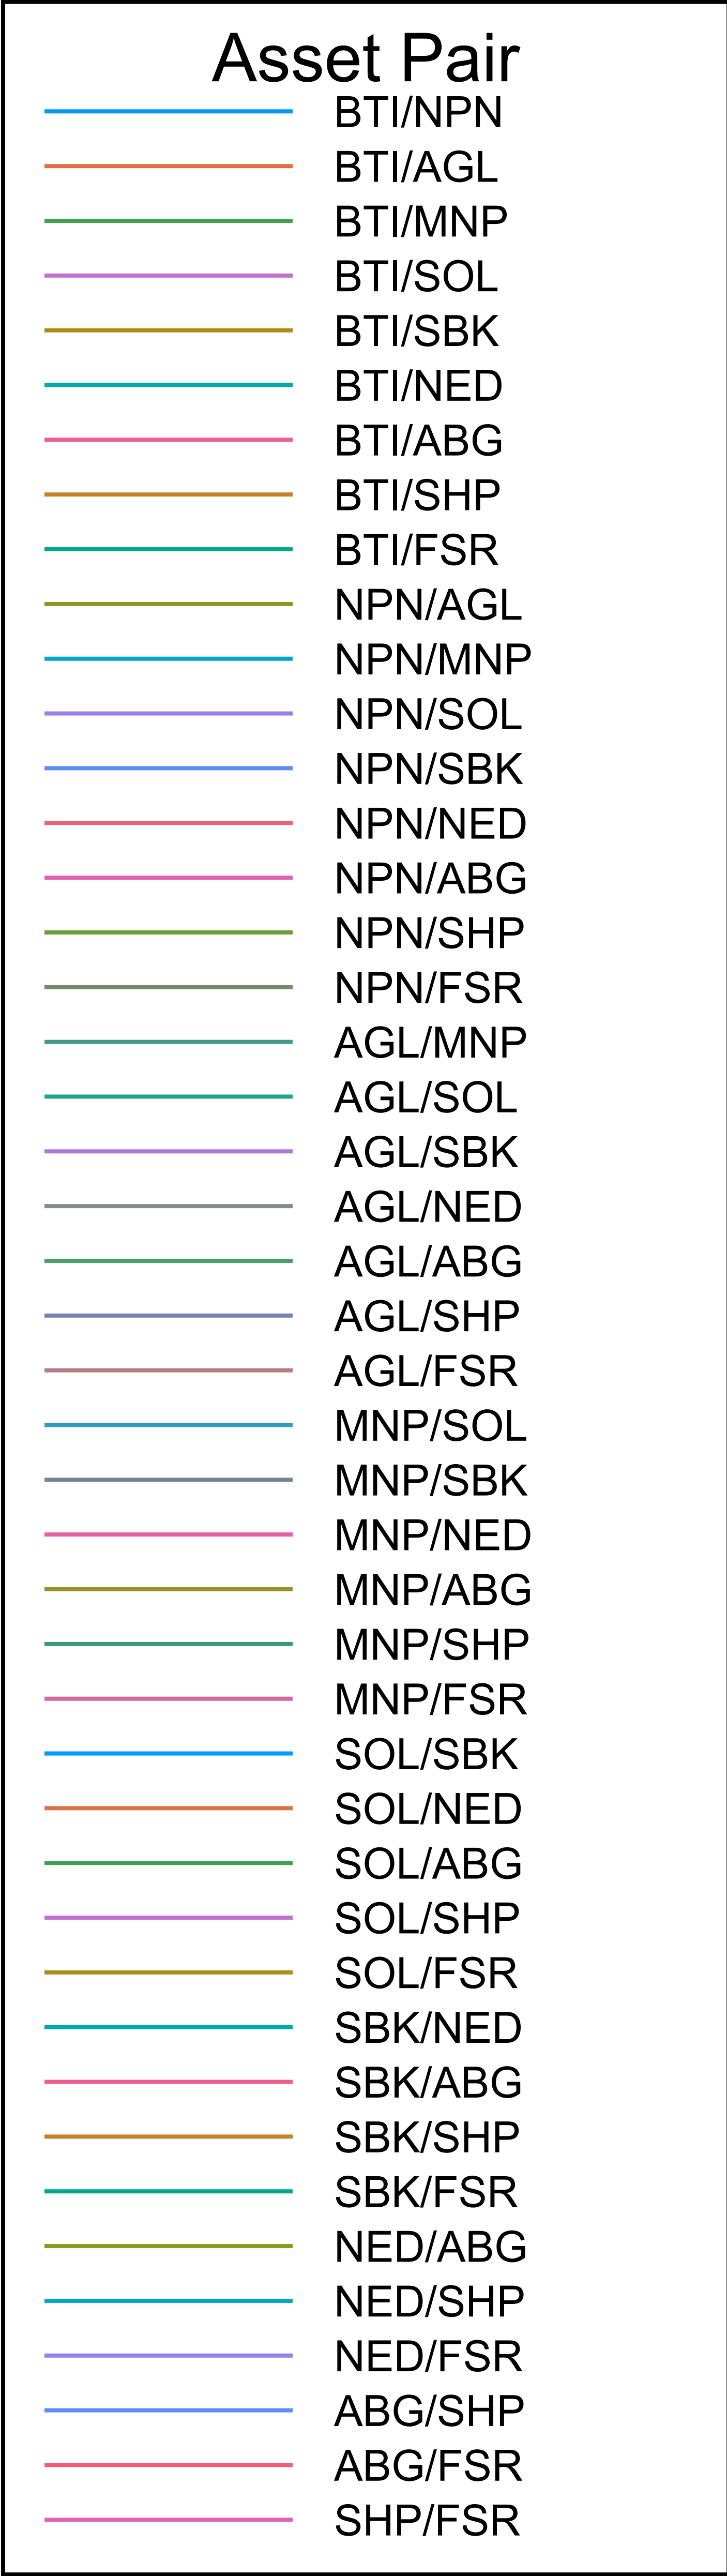 Asset Pair
BTI/NPN
BTI/AGL
BTI/MNP
BTI/SOL
BTI/SBK
BTI/NED
BTI/ABG
BTI/SHP
BTI/FSR
NPN/AGL
NPN/MNP
NPN/SOL
NPN/SBK
NPN/NED
NPN/ABG
NPN/SHP
NPN/FSR
AGL/MNP
AGL/SOL
AGL/SBK
AGL/NED
AGL/ABG
AGL/SHP
AGL/FSR
MNP/SOL
MNP/SBK
MNP/NED
MNP/ABG
MNP/SHP
MNP/FSR
SOL/SBK
SOL/NED
SOL/ABG
SOL/SHP
SOL/FSR
SBK/NED
SBK/ABG
SBK/SHP
SBK/FSR
NED/ABG
NED/SHP
NED/FSR
ABG/SHP
ABG/FSR
SHP/FSR